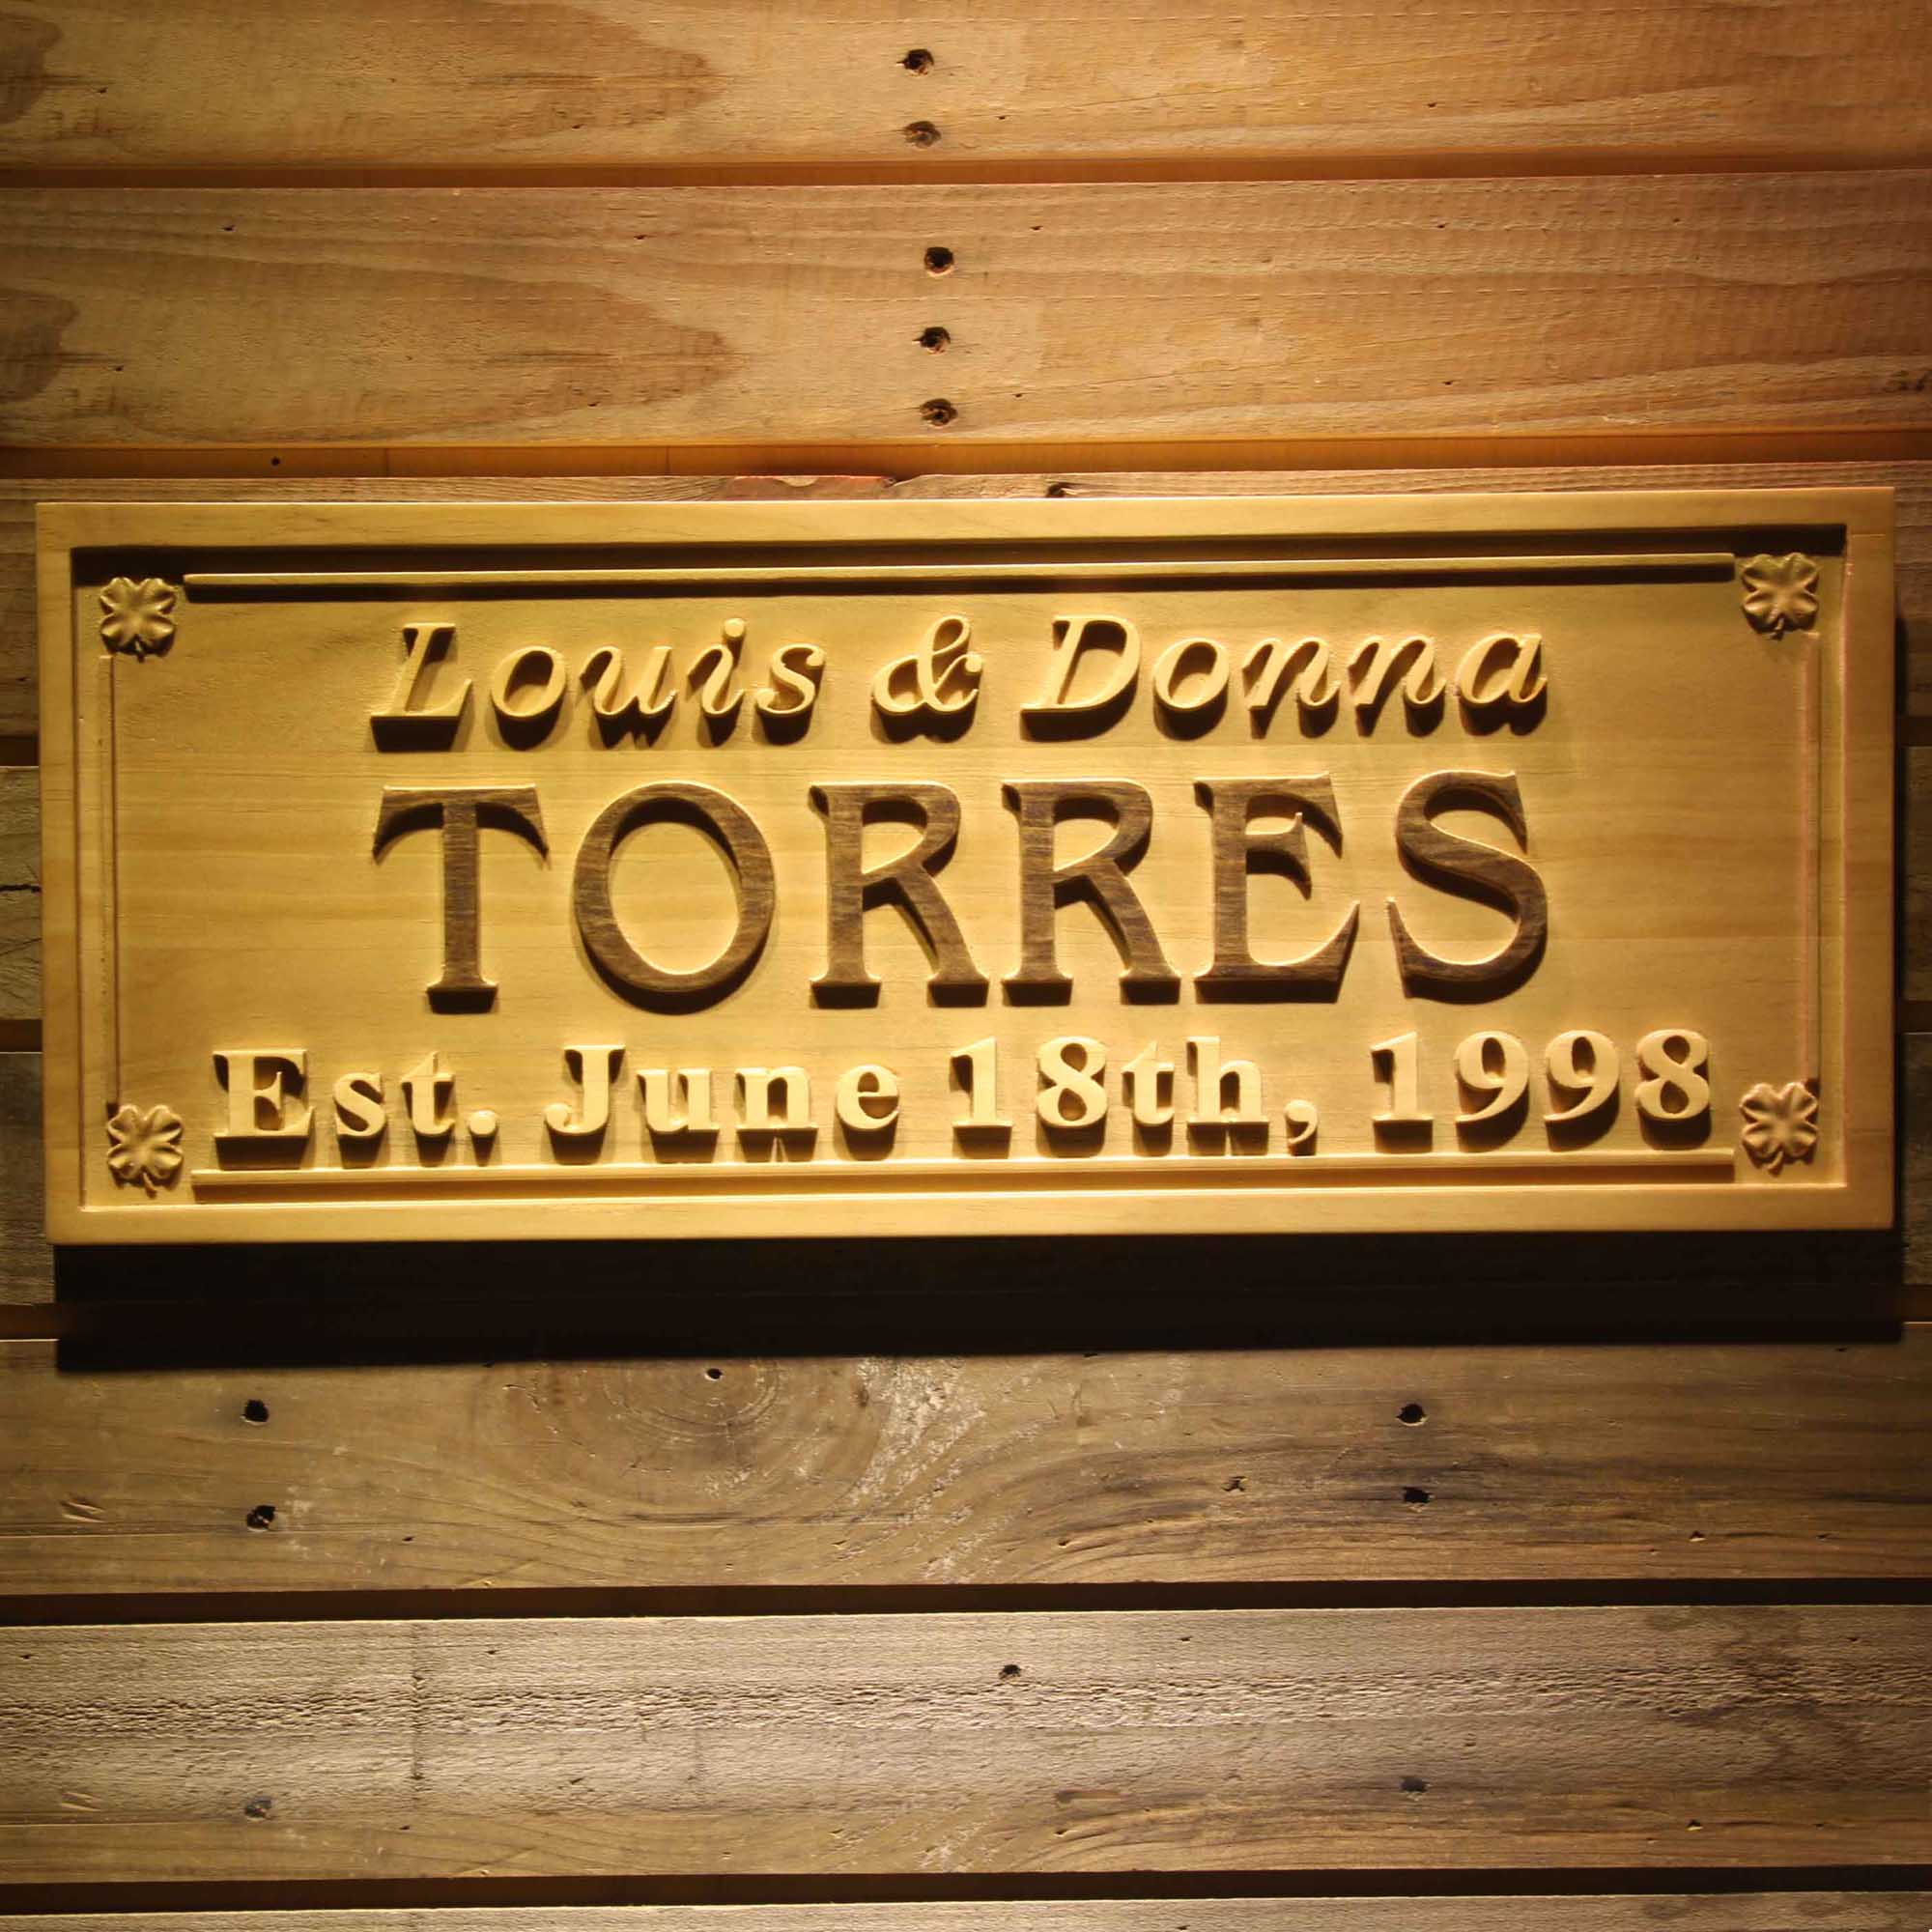 Louis & Donna
TORRES
Est. June 18th, 1998